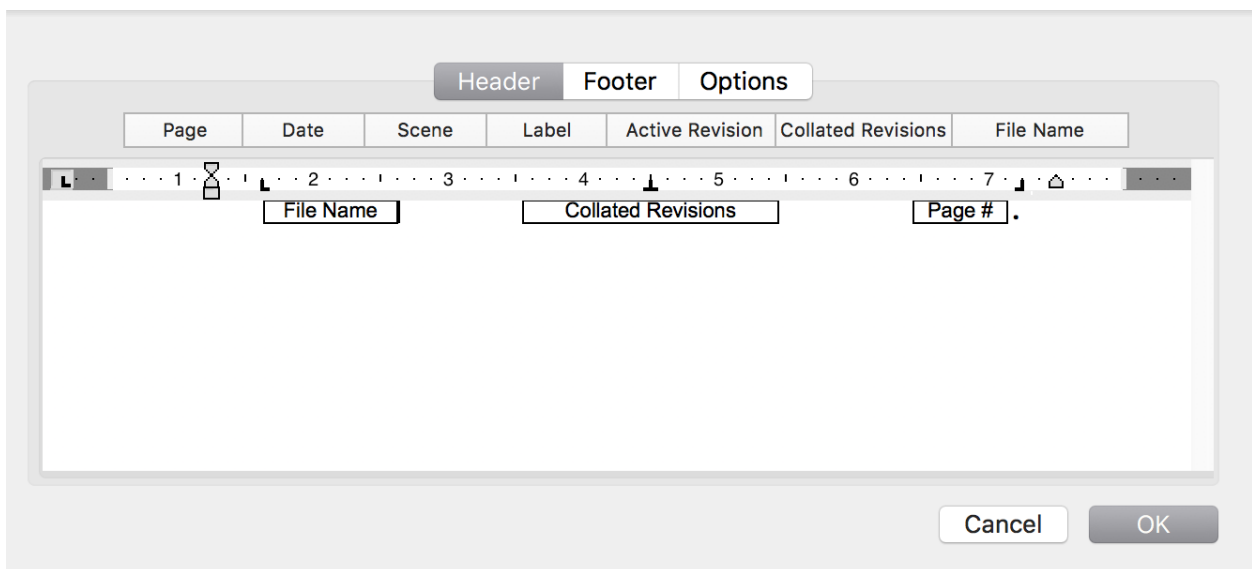 Header Footer Options
Page Date Scene Label Active Revision Collated Revisions File Name
L 1 2 3 4 5 6 7
File Name Collated Revisions Page # .
Cancel OK